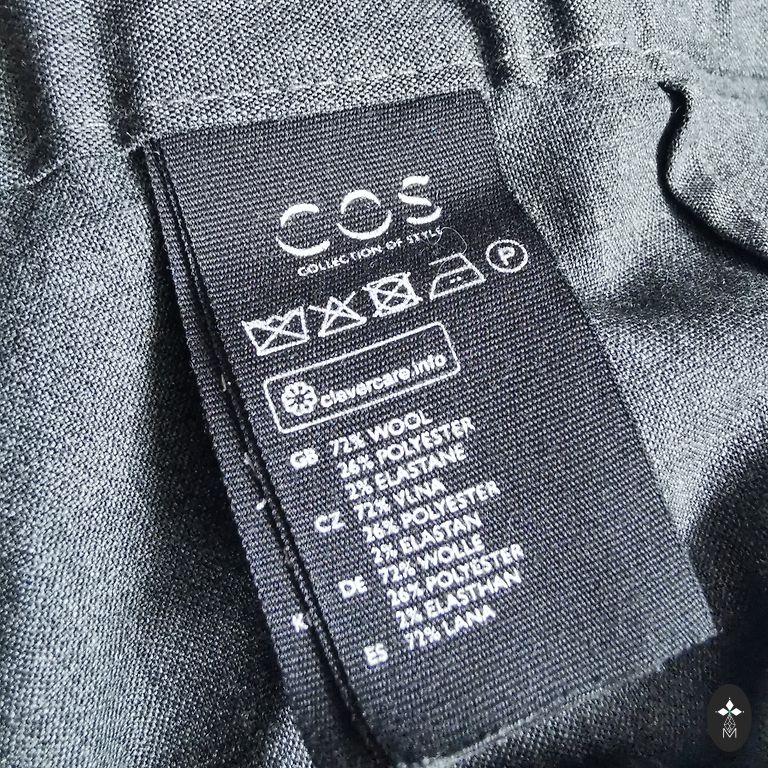 COS
COLLECTION OF STYLE
P
clevercare.info
GB 72% WOOL
26% POLYESTER
2% ELASTANE
CZ 72% VLNA
26% POLYESTER
2% ELASTAN
DE 72% WOLLE
26% POLYESTER
2% ELASTHAN
ES 72% LANA
K
M